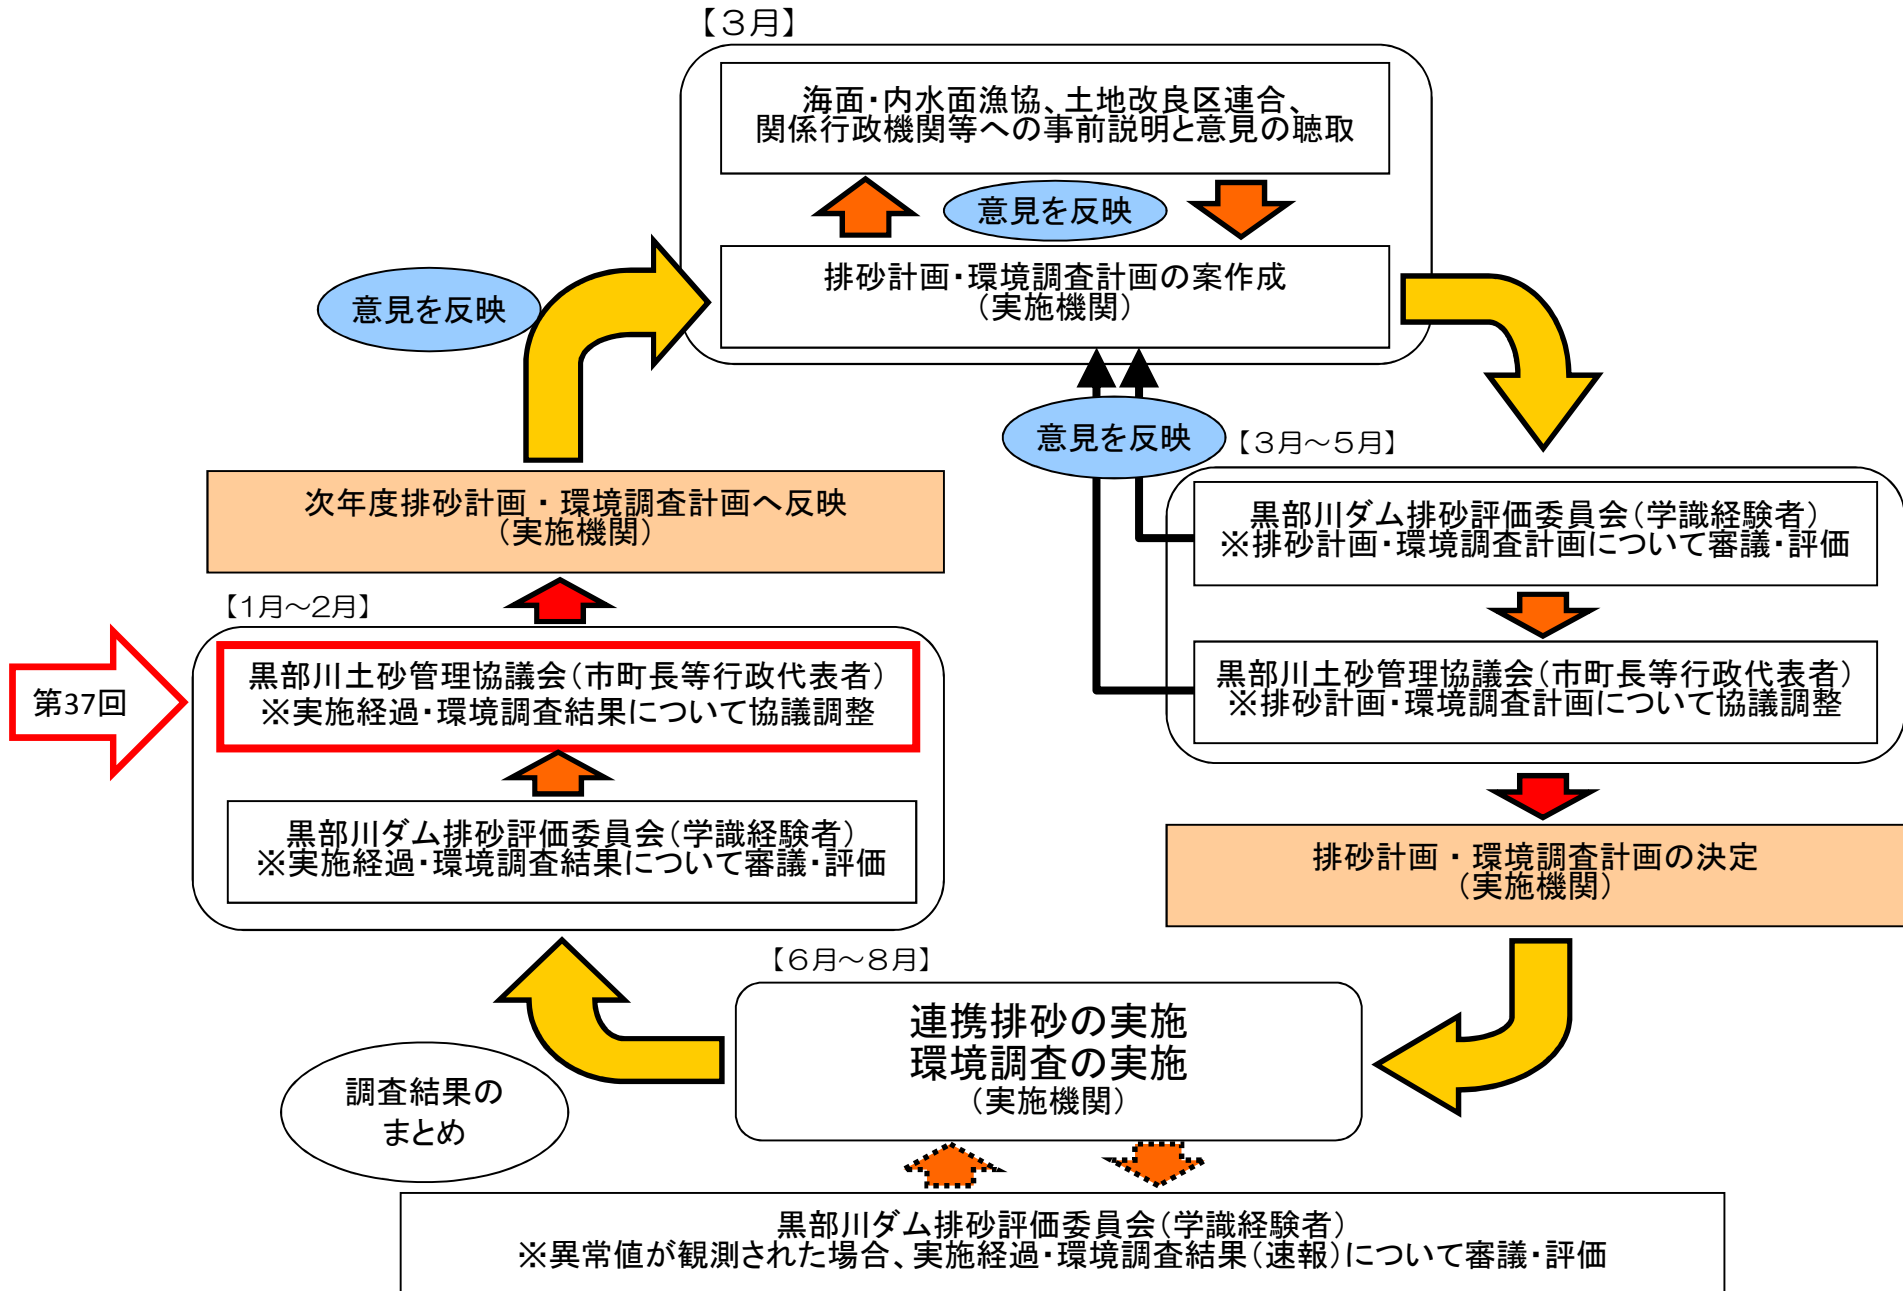 【３月】
海面・内水面漁協、土地改良区連合、
関係行政機関等への事前説明と意見の聴取
意見を反映
排砂計画・環境調査計画の案作成
（実施機関）
意見を反映
意見を反映
【３月～５月】
黒部川ダム排砂評価委員会（学識経験者）
※排砂計画・環境調査計画について審議・評価
黒部川土砂管理協議会（市町長等行政代表者）
※排砂計画・環境調査計画について協議調整
排砂計画・環境調査計画の決定
（実施機関）
次年度排砂計画・環境調査計画へ反映
（実施機関）
【1月～2月】
第37回
黒部川土砂管理協議会（市町長等行政代表者）
※実施経過・環境調査結果について協議調整
黒部川ダム排砂評価委員会（学識経験者）
※実施経過・環境調査結果について審議・評価
【６月～８月】
連携排砂の実施
環境調査の実施
（実施機関）
調査結果の
まとめ
黒部川ダム排砂評価委員会（学識経験者）
※異常値が観測された場合、実施経過・環境調査結果（速報）について審議・評価